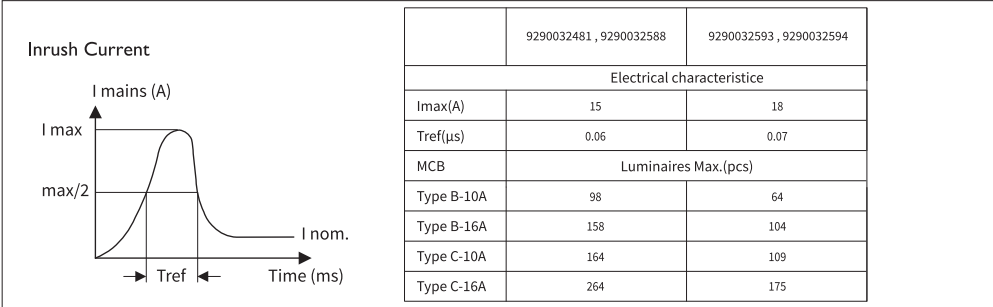 Inrush Current
I mains (A)
I max
max/2
I nom.
Tref
Time (ms)
9290032481 , 9290032588 9290032593 , 9290032594
Electrical characteristice
Imax(A) 15 18
Tref(μs) 0.06 0.07
MCB Luminaires Max.(pcs)
Type B-10A 98 64
Type B-16A 158 104
Type C-10A 164 109
Type C-16A 264 175